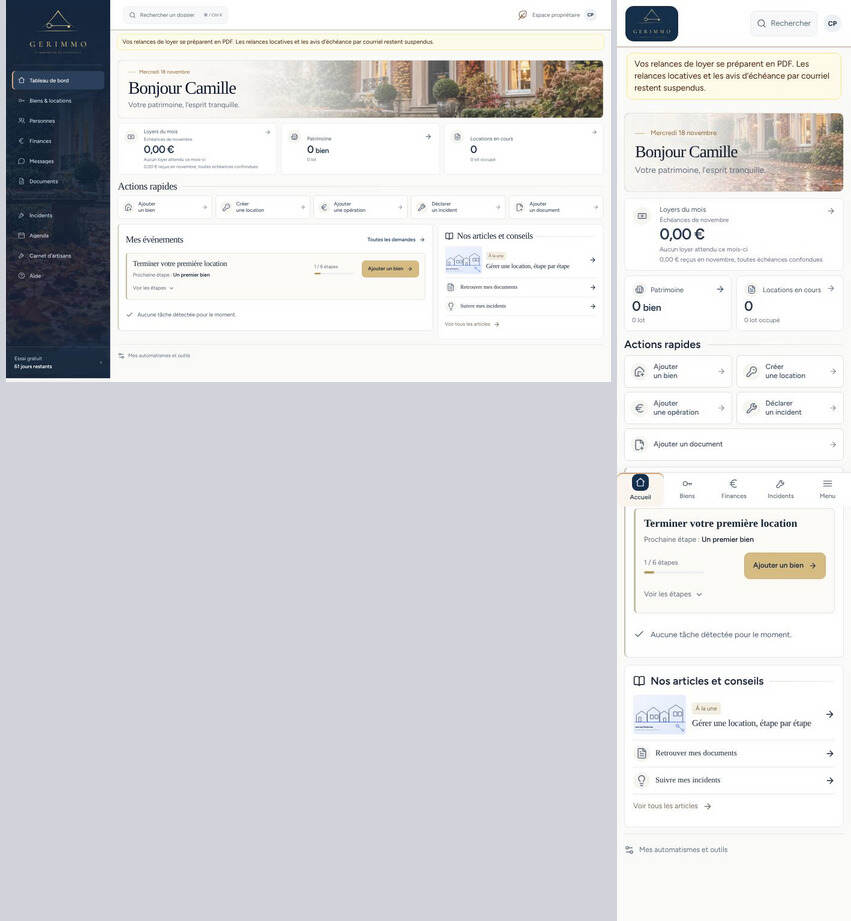 GERIMMO
Tableau de bord
Biens & locations
Personnes
Finances
Messages
Documents
Incidents
Agenda
Carnet d'artisans
Aide
Essai gratuit
61 jours restants
Rechercher un dossier
Espace propriétaire
CP
Vos relances de loyer se préparent en PDF. Les relances locatives et les avis d'échéance par courriel restent suspendus.
Mercredi 18 novembre
Bonjour Camille
Votre patrimoine, l'esprit tranquille.
Loyers du mois
Échéances de novembre
0,00 €
Aucun loyer attendu ce mois-ci
0,00 € reçus en novembre, toutes échéances confondues
Patrimoine
0 bien
0 lot
Locations en cours
0
0 lot occupé
Actions rapides
Ajouter
un bien
Créer
une location
Ajouter
une opération
Déclarer
un incident
Ajouter
un document
Mes événements
Toutes les demandes
Terminer votre première location
Prochaine étape : Un premier bien
Voir les étapes
1 / 6 étapes
Ajouter un bien
Aucune tâche détectée pour le moment.
Nos articles et conseils
À la une
Gérer une location, étape par étape
Retrouver mes documents
Suivre mes incidents
Voir tous les articles
Mes automatismes et outils
GERIMMO
Rechercher
CP
Vos relances de loyer se préparent en PDF. Les
relances locatives et les avis d'échéance par courriel
restent suspendus.
Mercredi 18 novembre
Bonjour Camille
Votre patrimoine, l'esprit tranquille.
Loyers du mois
Échéances de novembre
0,00 €
Aucun loyer attendu ce mois-ci
0,00 € reçus en novembre, toutes échéances confondues
Patrimoine
0 bien
0 lot
Locations en cours
0
0 lot occupé
Actions rapides
Ajouter
un bien
Créer
une location
Ajouter
une opération
Déclarer
un incident
Ajouter un document
Accueil
Biens
Finances
Incidents
Menu
Terminer votre première location
Prochaine étape : Un premier bien
1 / 6 étapes
Ajouter un bien
Voir les étapes
Aucune tâche détectée pour le moment.
Nos articles et conseils
À la une
Gérer une location, étape par étape
Retrouver mes documents
Suivre mes incidents
Voir tous les articles
Mes automatismes et outils